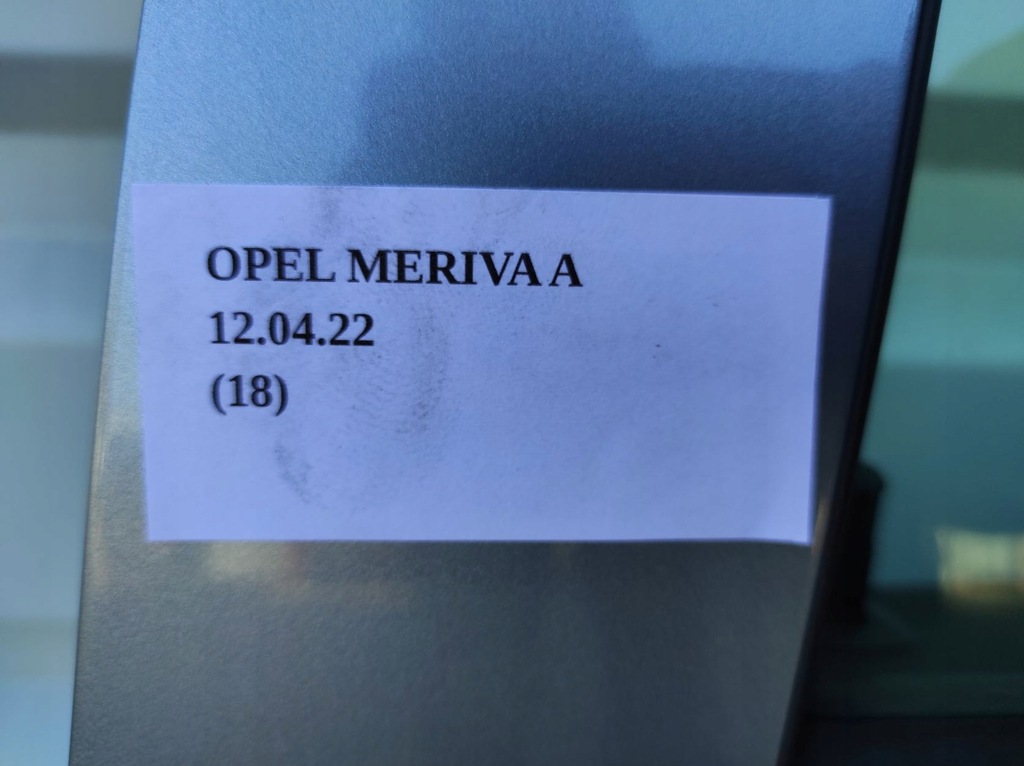 OPEL MERIVA A
12.04.22
(18)